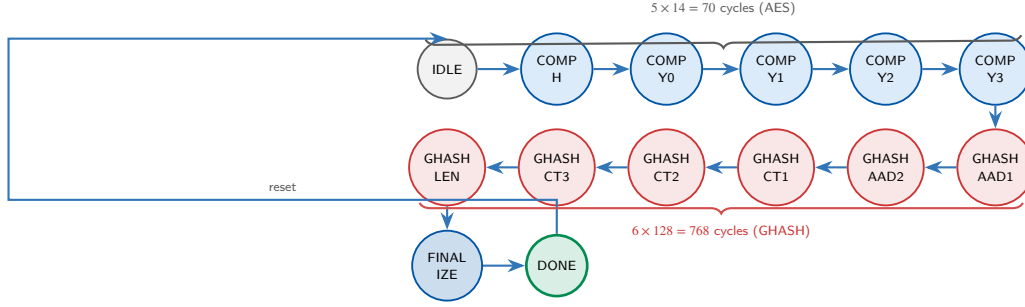 5 × 14 = 70 cycles (AES)
IDLE
COMP
H
COMP
Y0
COMP
Y1
COMP
Y2
COMP
Y3
GHASH
LEN
GHASH
CT3
GHASH
CT2
GHASH
CT1
GHASH
AAD2
GHASH
AAD1
reset
6 × 128 = 768 cycles (GHASH)
FINAL
IZE
DONE